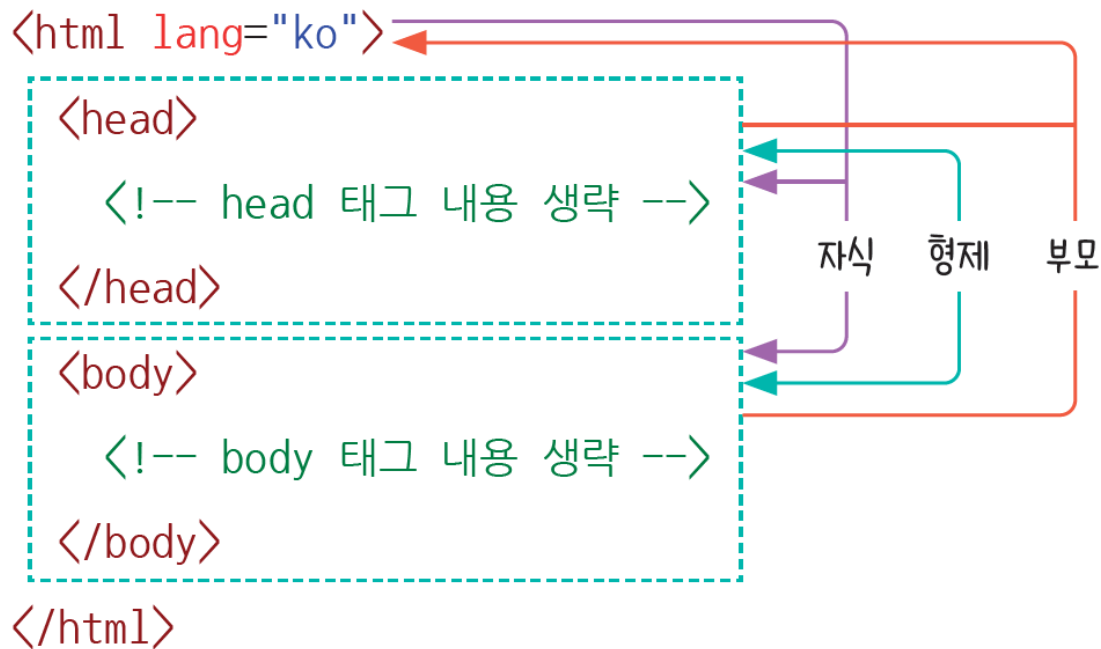 <html lang="ko">
<head>
<!-- head 태그 내용 생략 -->
</head>
자식 형제 부모
<body>
<!-- body 태그 내용 생략 -->
</body>
</html>